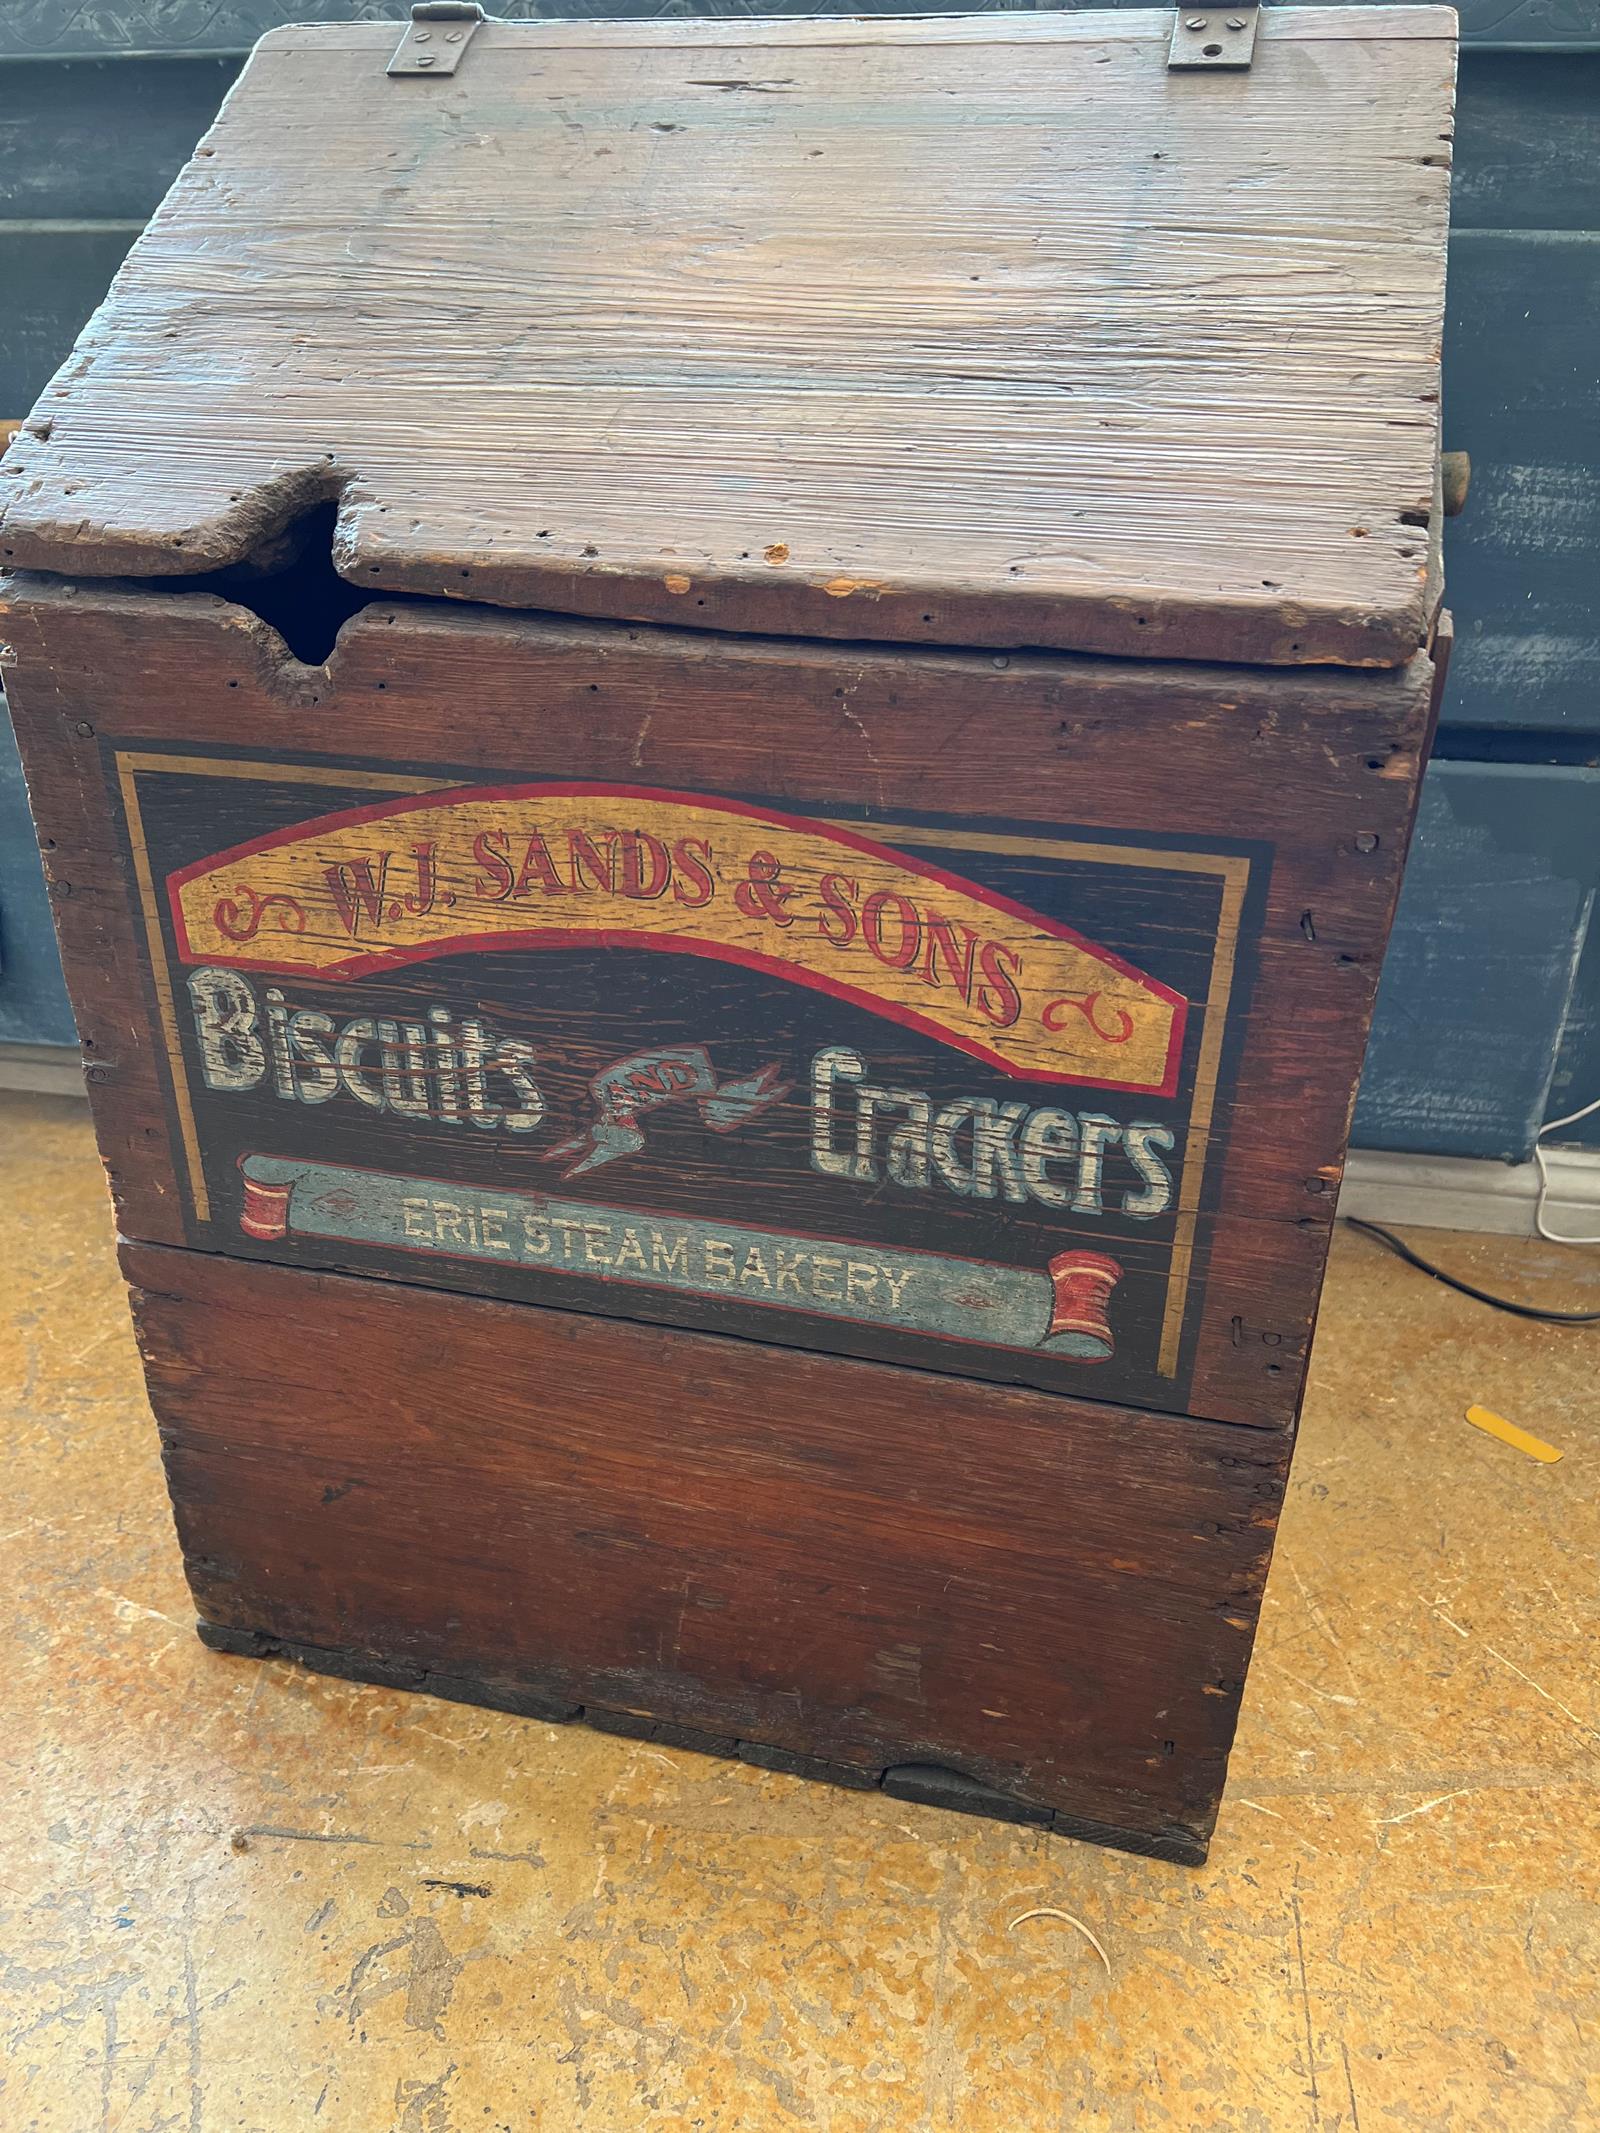 W.J. SANDS & SONS
Biscuits AND Crackers
ERIE STEAM BAKERY